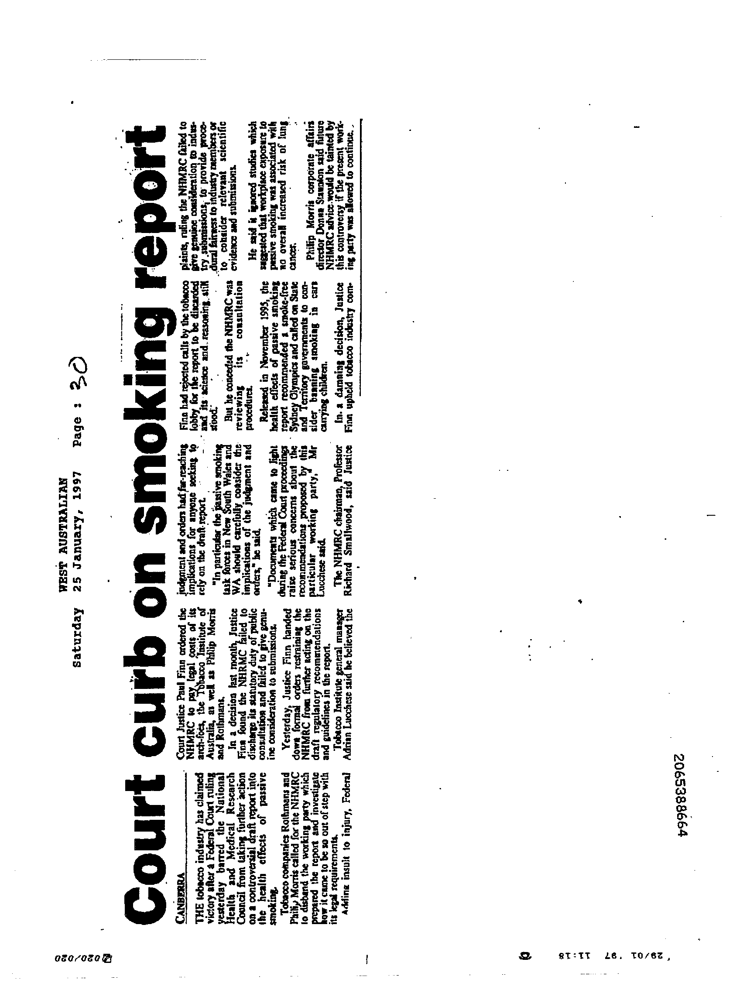 WEST AUSTRALIAN
saturday 25 January, 1997 Page : 30
Court curb on smoking report
CANBERRA
THE tobacco industry has claimed
victory after a Federal Court ruling
yesterday barred the National
Health and Medical Research
Council from taking further action
on a controversial draft report into
the health effects of passive
smoking.
Tobacco companies Rothmans and
Philip Morris called for the NHMRC
to disband the working party which
prepared the report and investigate
how it came to be so out of step with
its legal requirements.
Adding insult to injury, Federal
Court Justice Paul Finn ordered the
NHMRC to pay legal costs of its
arch-foes, the Tobacco Institute of
Australia, as well as Philip Morris
and Rothmans.
In a decision last month, Justice
Finn found the NHRMC failed to
discharge its statutory duty of public
consultation and failed to give genu-
ine consideration to submissions.
Yesterday, Justice Finn handed
down formal orders restraining the
NHMRC from further acting on the
draft regulatory recommendations
and guidelines in the report.
Tobacco Institute general manager
Adrian Lucchese said he believed the
judgment and orders had far-reaching
implications for anyone seeking to
rely on the draft report.
"In particular the passive smoking
task forces in New South Wales and
WA should carefully consider the
implications of the judgment and
orders," he said.
"Documents which came to light
during the Federal Court proceedings
raise serious concerns about the
recommendations proposed by this
particular working party," Mr
Lucchese said.
The NHMRC chairman, Professor
Richard Smallwood, said Justice
Finn had rejected calls by the tobacco
lobby for the report to be discarded
and its science and reasoning still
stood.
But he conceded the NHMRC was
reviewing its consultation
procedures.
Released in November 1995, the
health effects of passive smoking
report recommended a smoke-free
Sydney Olympics and called on State
and Territory governments to con-
sider banning smoking in cars
carrying children.
In a damning decision, Justice
Finn upheld tobacco industry com-
plaints, ruling the NHMRC failed to
give genuine consideration to indus-
try submissions, to provide proce-
dural fairness to industry members or
to consider relevant scientific
evidence and submissions.
He said it ignored studies which
suggested that workplace exposure to
passive smoking was associated with
no overall increased risk of lung
cancer.
Philip Morris corporate affairs
director Donna Staunton said future
NHMRC advice would be tainted by
this controversy if the present work-
ing party was allowed to continue.
2065388664
020/020
29/01 '97 11:18